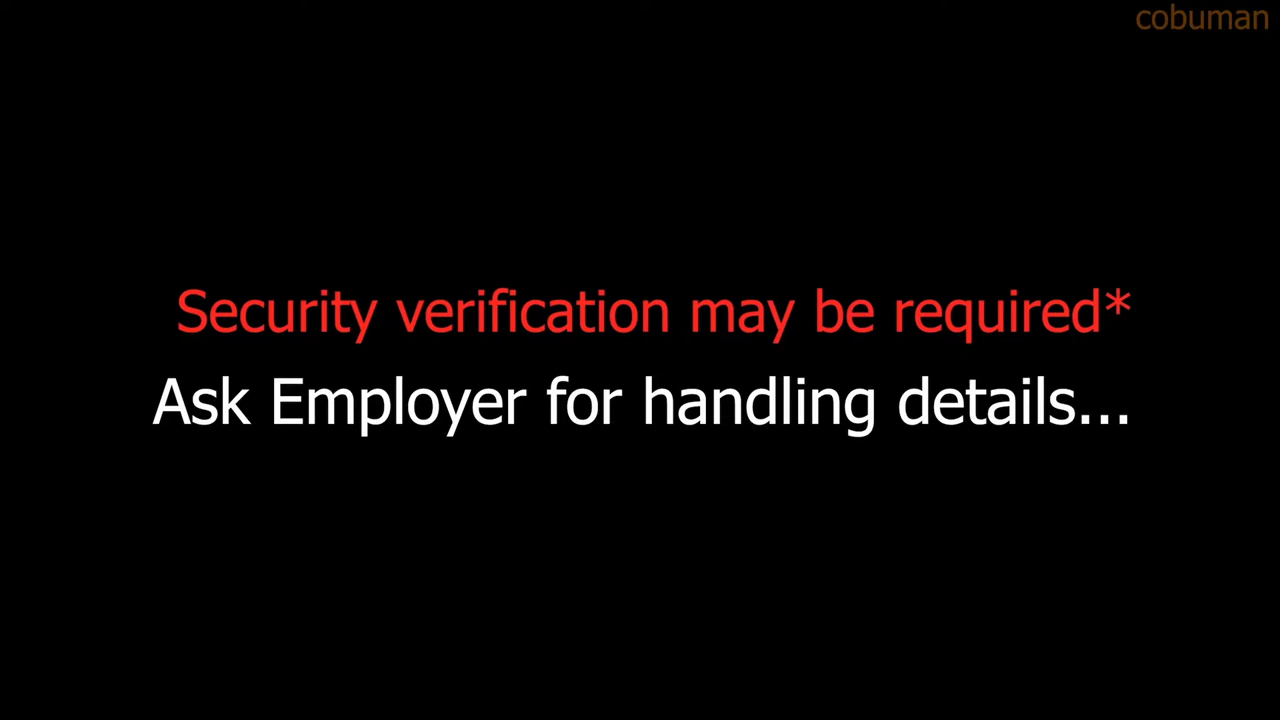 cobuman
Security verification may be required*
Ask Employer for handling details...